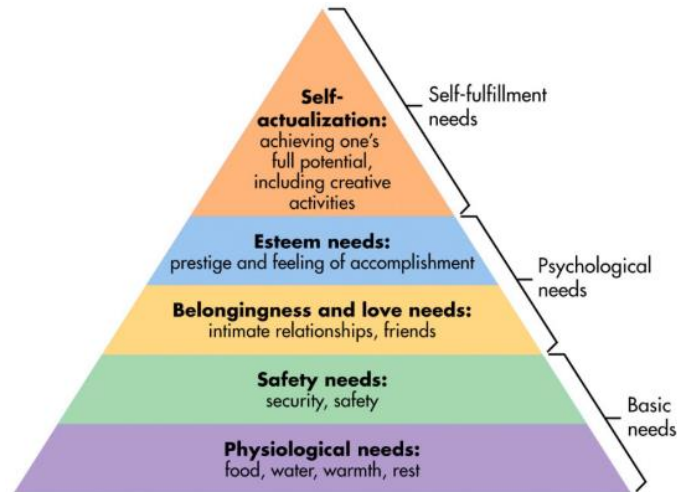 Self-
actualization:
achieving one's
full potential,
including creative
activities
Self-fulfillment
needs
Esteem needs:
prestige and feeling of accomplishment
Psychological
needs
Belongingness and love needs:
intimate relationships, friends
Safety needs:
security, safety
Basic
needs
Physiological needs:
food, water, warmth, rest